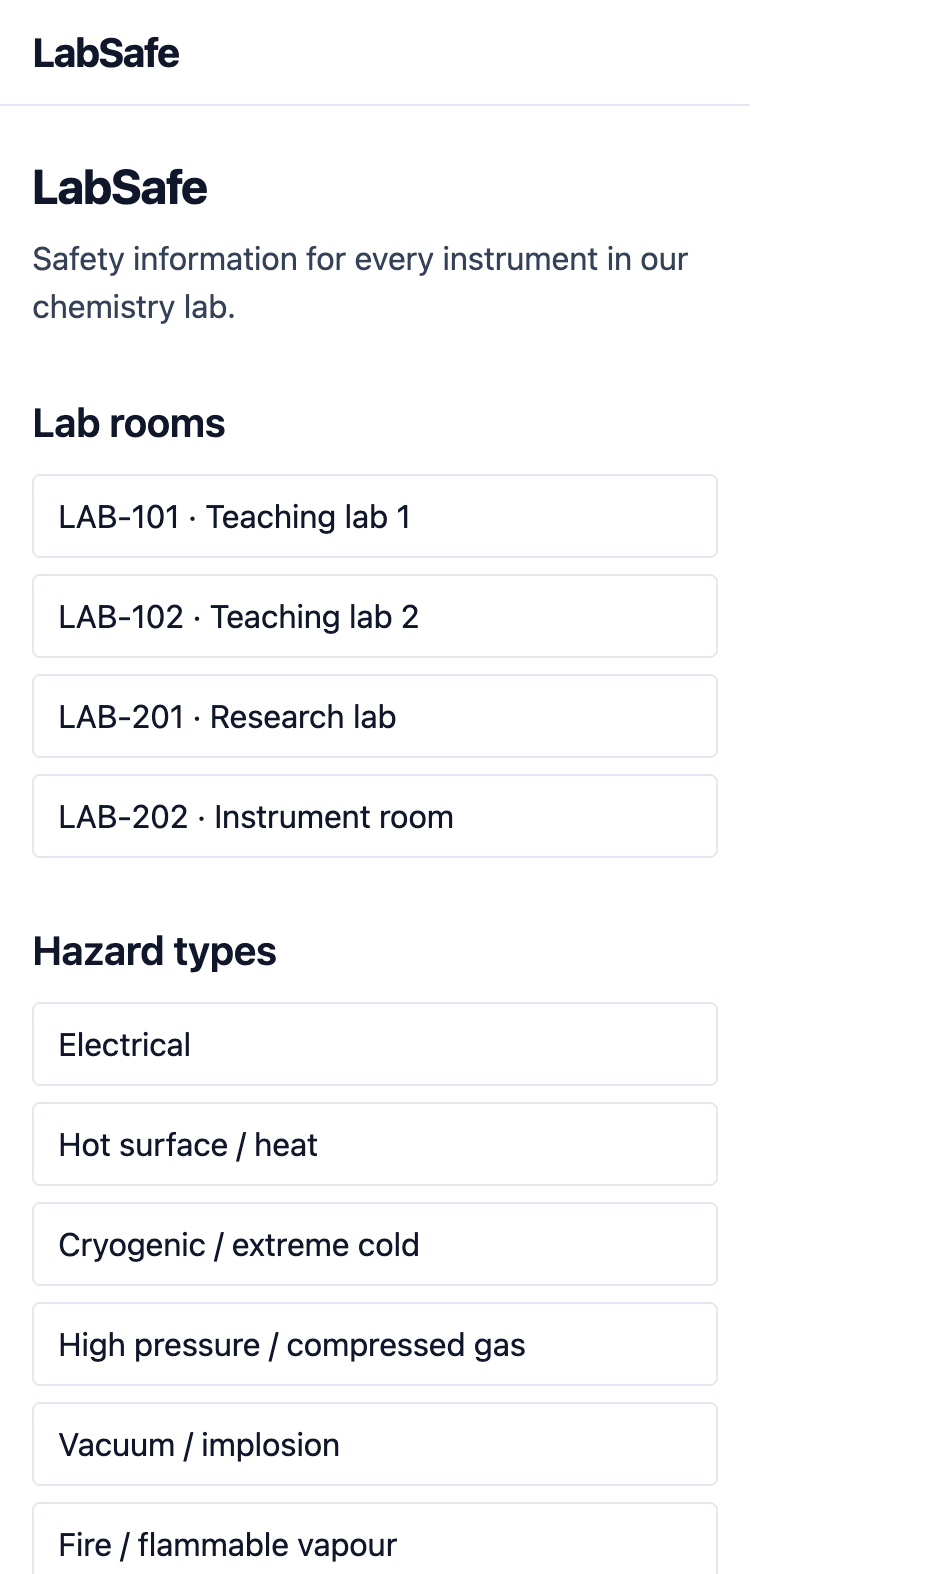 LabSafe
LabSafe
Safety information for every instrument in our
chemistry lab.
Lab rooms
LAB-101 · Teaching lab 1
LAB-102 · Teaching lab 2
LAB-201 · Research lab
LAB-202 · Instrument room
Hazard types
Electrical
Hot surface / heat
Cryogenic / extreme cold
High pressure / compressed gas
Vacuum / implosion
Fire / flammable vapour